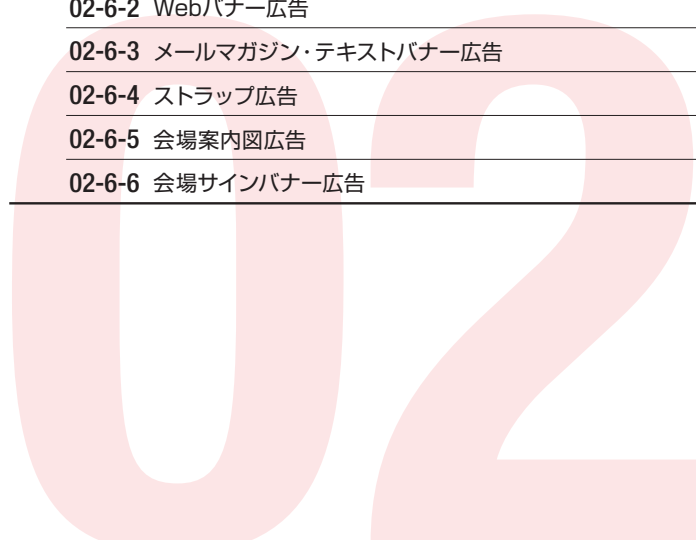 02-6-2 Webバナー広告
02-6-3 メールマガジン・テキストバナー広告
02-6-4 ストラップ広告
02-6-5 会場案内図広告
02-6-6 会場サインバナー広告
02